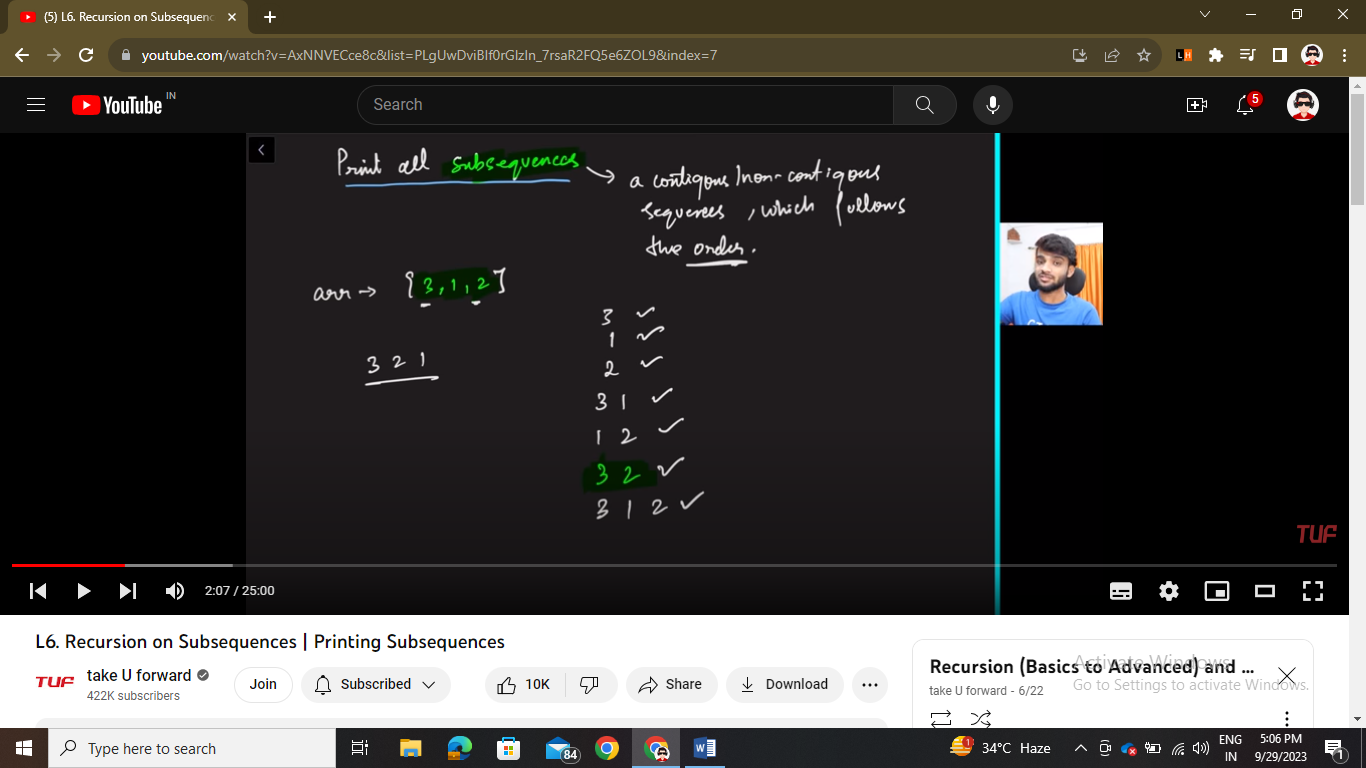 (5) L6. Recursion on Subsequenc
youtube.com/watch?v=AxNNVECce8c&list=PLgUwDviBIf0rGlzIn_7rsaR2FQ5e6ZOL9&index=7
YouTube IN
Search
5
Print all subsequences
a contigous/non-contigous
sequences, which follows
the order.
arr → [3, 1, 2]
3
1
2
3 2 1
3 1
1 2
3 2
3 1 2
TUF
2:07 / 25:00
L6. Recursion on Subsequences | Printing Subsequences
TUF
take U forward
422K subscribers
Join
Subscribed
10K
Share
Download
Recursion (Basics to Advanced) and ...
take U forward - 6/22
Activate Windows
Go to Settings to activate Windows.
Type here to search
84
1
34°C Haze
ENG
IN
5:06 PM
9/29/2023
1